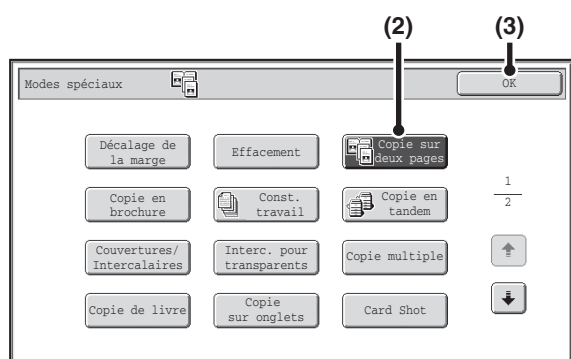 (2) (3)
Modes spéciaux OK
Décalage de
la marge
Effacement
Copie sur
deux pages
Copie en
brochure
Const.
travail
Copie en
tandem
1
2
Couvertures/
Intercalaires
Interc. pour
transparents
Copie multiple
Copie de livre
Copie
sur onglets
Card Shot